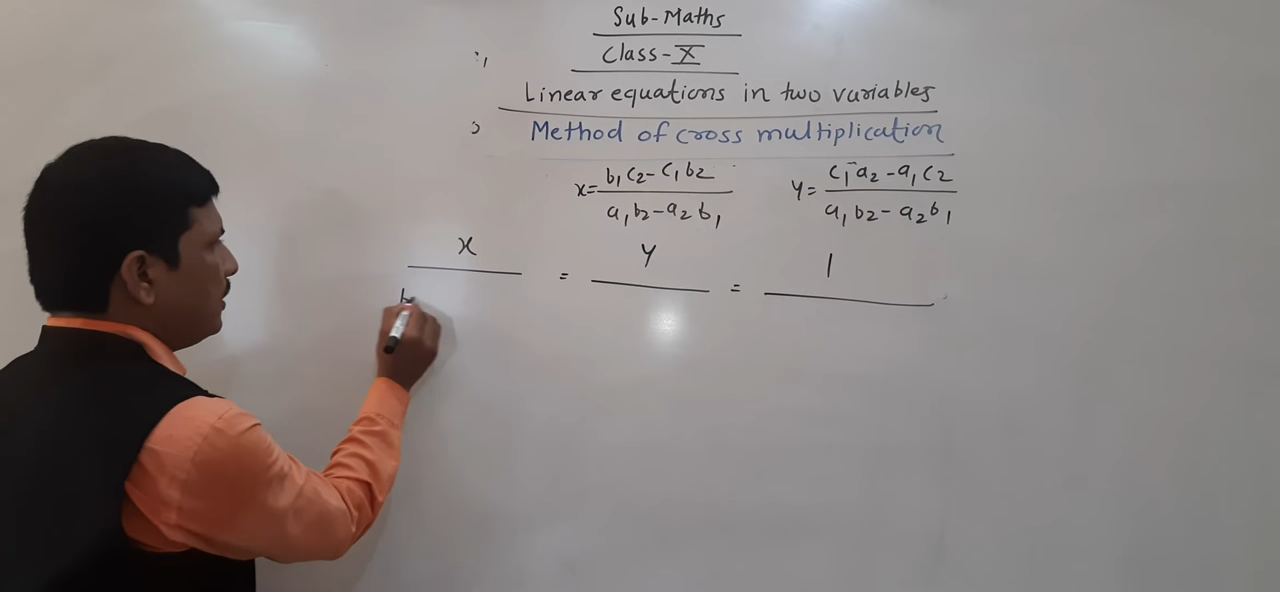 Sub-Maths
Class-X
Linear equations in two variables
Method of cross multiplication
x = b₁c₂-c₁b₂ / a₁b₂-a₂b₁ y = c₁a₂-a₁c₂ / a₁b₂-a₂b₁
x = y = 1
b